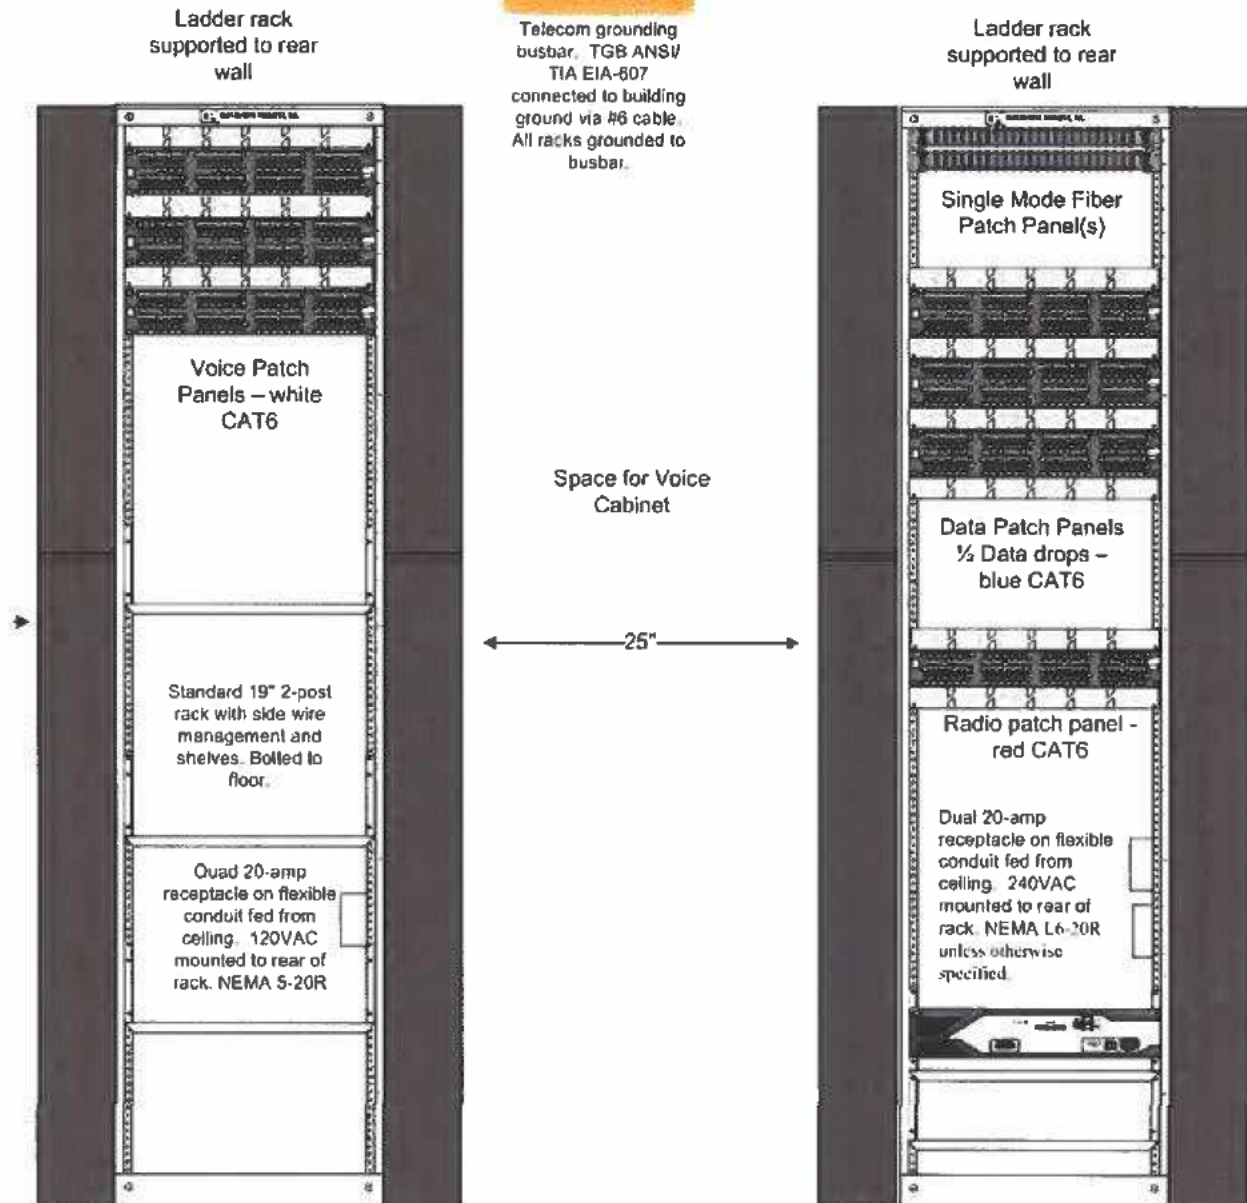 Ladder rack
supported to rear
wall
Telecom grounding
busbar. TGB ANSI/
TIA EIA-607
connected to building
ground via #6 cable.
All racks grounded to
busbar.
Ladder rack
supported to rear
wall
Voice Patch
Panels – white
CAT6
Standard 19" 2-post
rack with side wire
management and
shelves. Bolted to
floor.
Quad 20-amp
receptacle on flexible
conduit fed from
ceiling. 120VAC
mounted to rear of
rack. NEMA 5-20R
Space for Voice
Cabinet
25"
Single Mode Fiber
Patch Panel(s)
Data Patch Panels
½ Data drops –
blue CAT6
Radio patch panel -
red CAT6
Dual 20-amp
receptacle on flexible
conduit fed from
ceiling. 240VAC
mounted to rear of
rack. NEMA L6-20R
unless otherwise
specified.